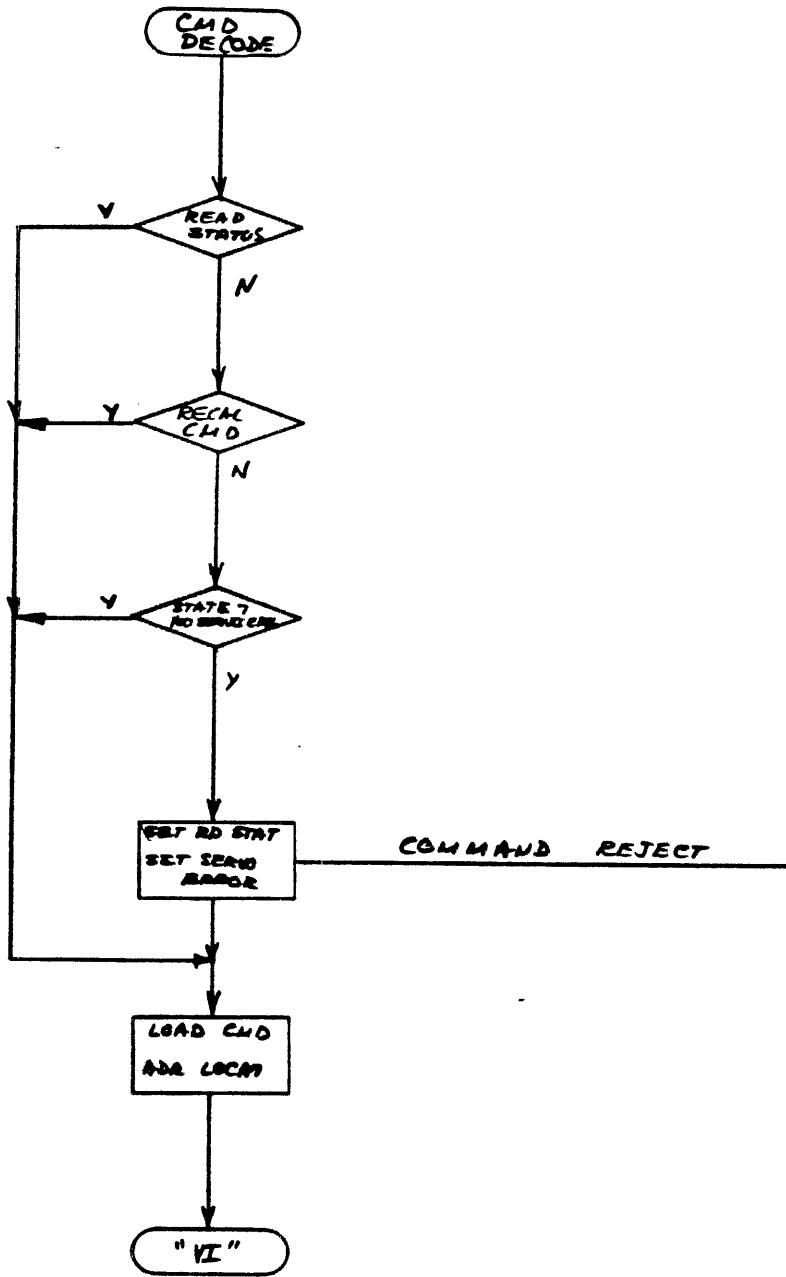 CMD
DECODE
Y
READ
STATUS
N
Y
RECAL
CMD
N
Y
STATE 7
NO
Y
SET RD STAT
SET SERVO
ERROR
COMMAND REJECT
LOAD CMD
ADR LOCAT
"VI"